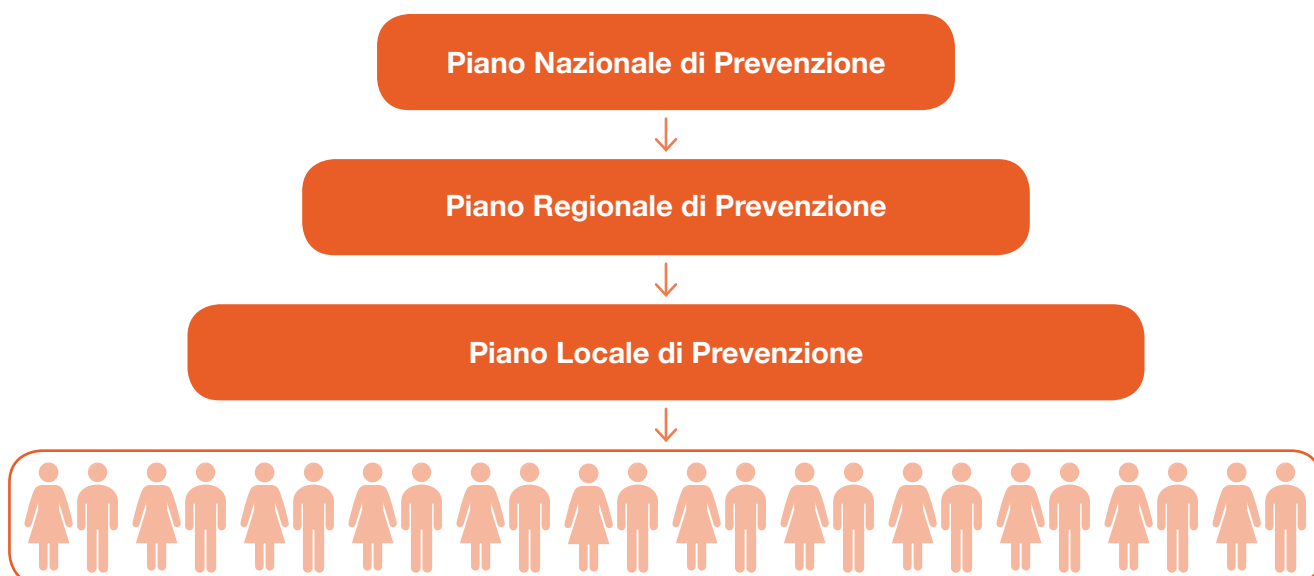 Piano Nazionale di Prevenzione
Piano Regionale di Prevenzione
Piano Locale di Prevenzione